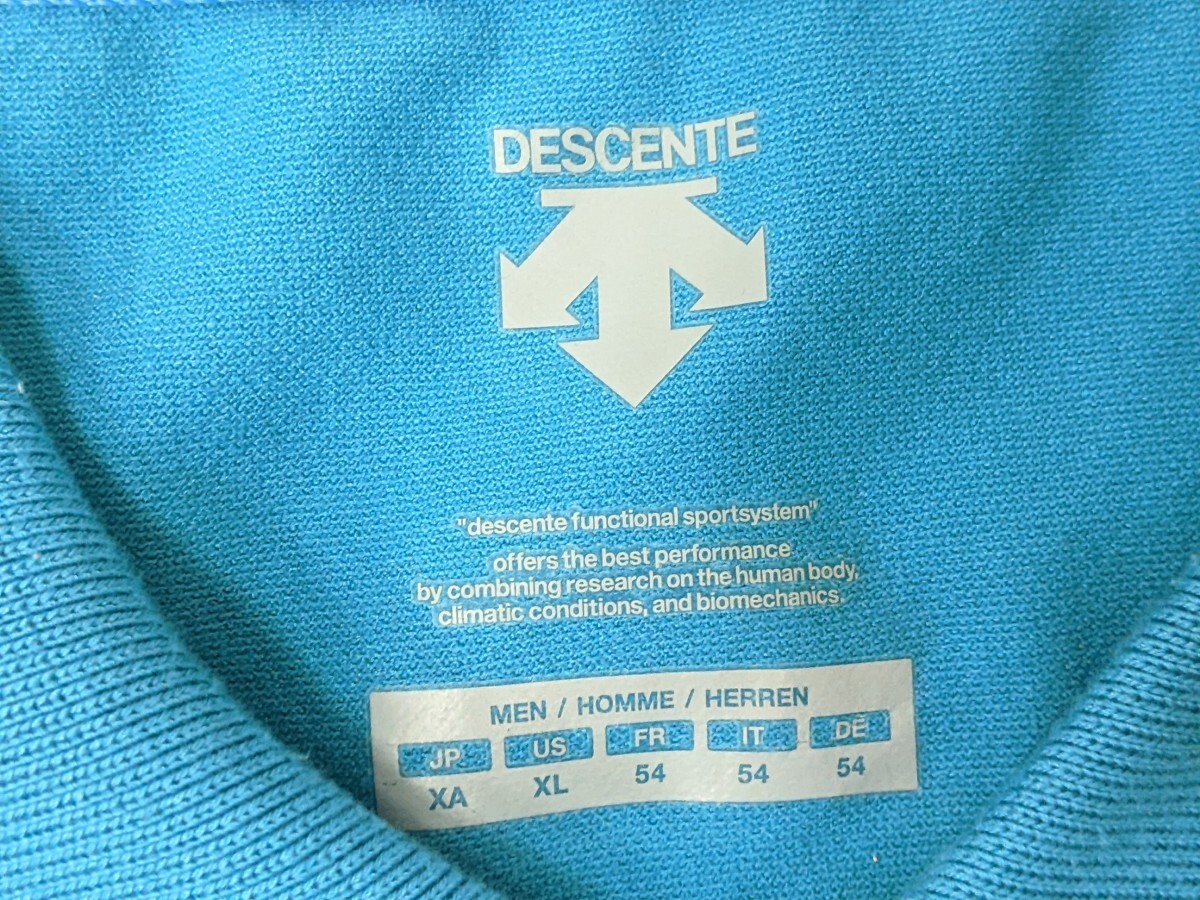 DESCENTE
"descente functional sportsystem"
offers the best performance
by combining research on the human body,
climatic conditions, and biomechanics.
MEN / HOMME / HERREN
JP US FR IT DE
XA XL 54 54 54